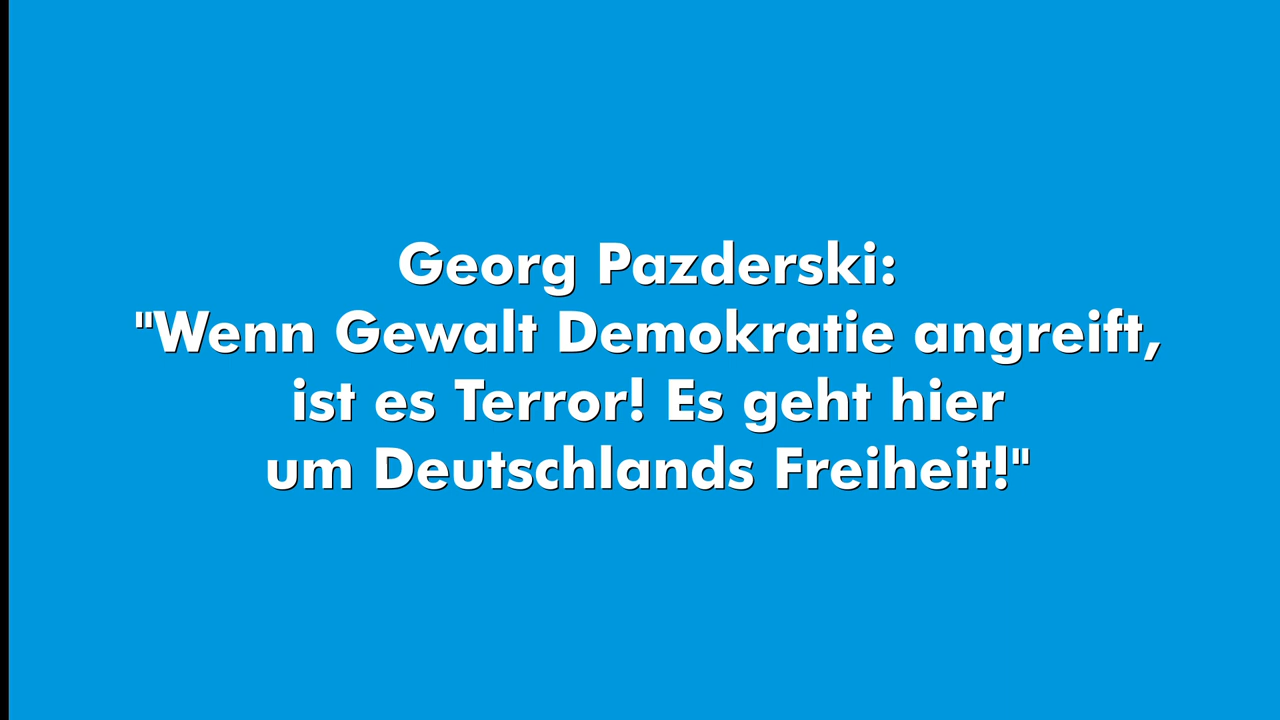 Georg Pazderski:
"Wenn Gewalt Demokratie angreift,
ist es Terror! Es geht hier
um Deutschlands Freiheit!"